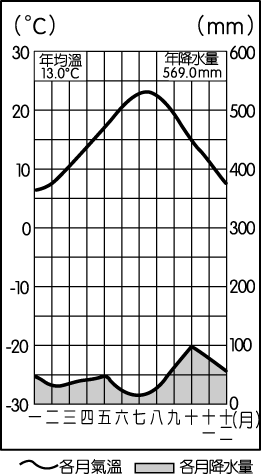 (°C) (mm)
30 年均溫 年降水量 600
13.0°C 569.0mm
20 500
10 400
0 300
-10 200
-20 100
-30 0
一 二 三 四 五 六 七 八 九 十 十一 十二 (月)
各月氣溫 各月降水量